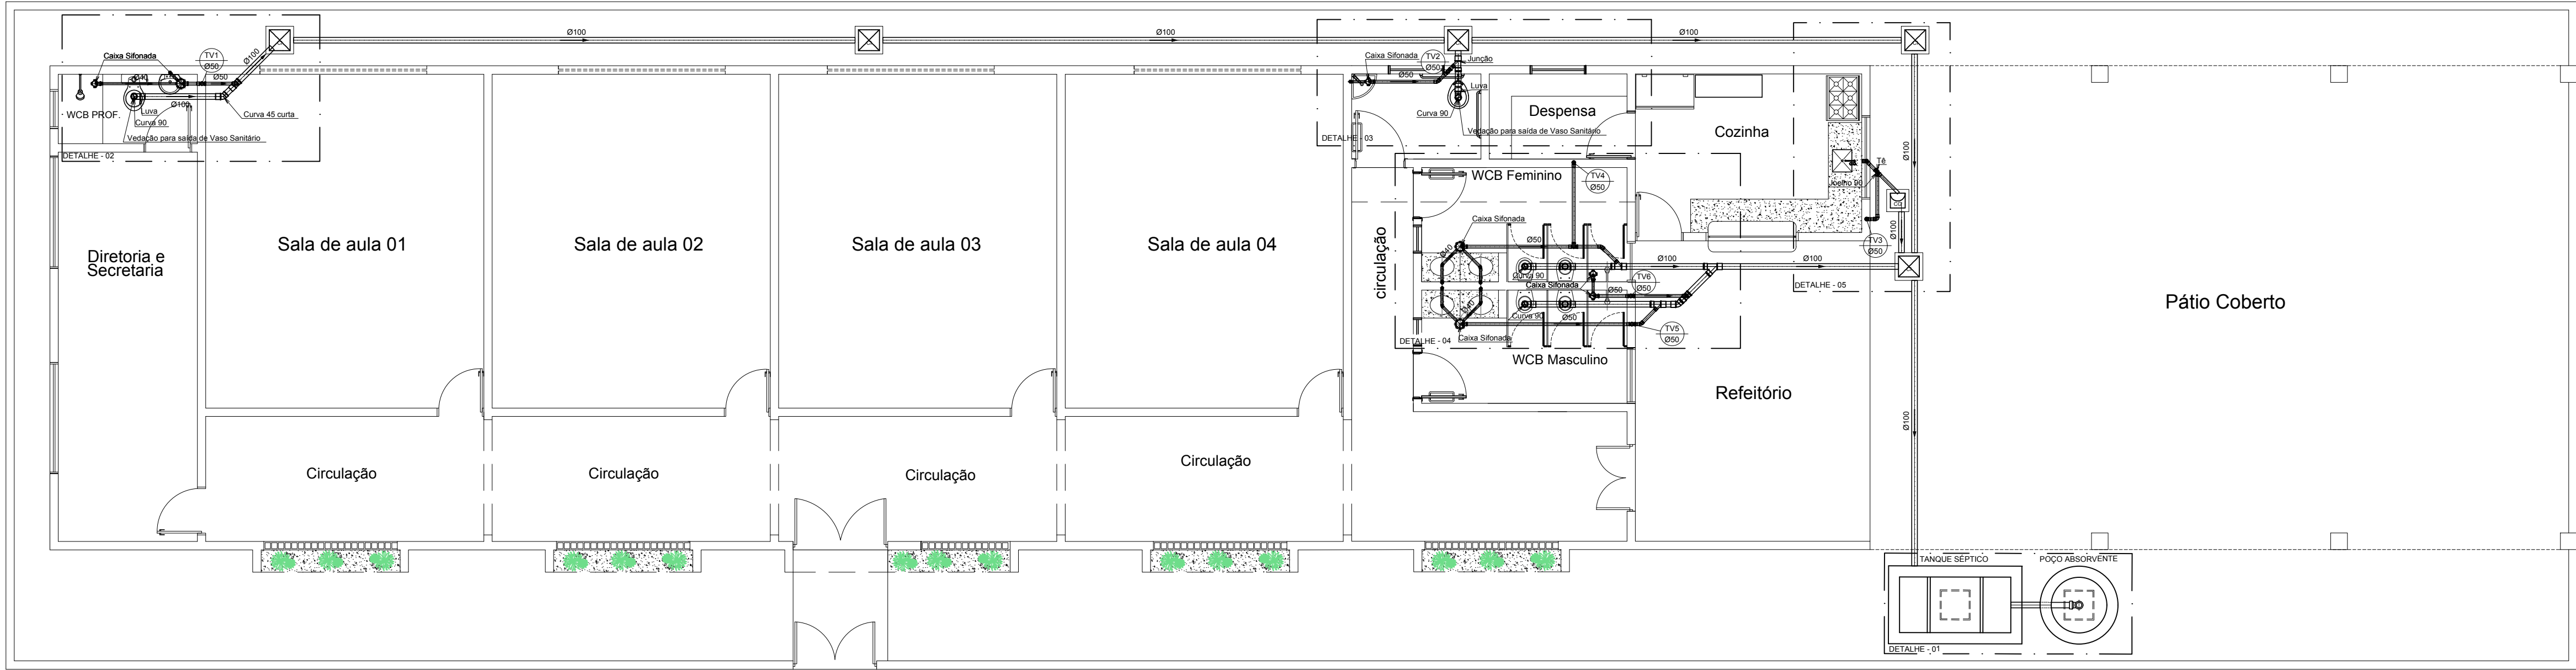 Ø100
Ø100
Ø100
Caixa Sifonada
TV1
Ø50
Ø100
Ø40
Ø50
Ø100
WCB PROF.
Luva
Curva 90
Curva 45 curta
Vedação para saída de Vaso Sanitário
DETALHE - 02
Caixa Sifonada
TV2
Ø50
Ø50
Junção
Luva
Curva 90
Vedação para saída de Vaso Sanitário
DETALHE - 03
Despensa
Cozinha
Ø100
Tê
Joelho 90
CG
Ø100
TV3
Ø50
DETALHE - 05
WCB Feminino
TV4
Ø50
Caixa Sifonada
Ø40
Ø50
Ø100
Ø100
Curva 90
Caixa Sifonada
TV6
Ø50
Ø50
Ø40
Curva 90
Ø50
TV5
Ø50
Caixa Sifonada
DETALHE - 04
WCB Masculino
circulação
Diretoria e
Secretaria
Sala de aula 01
Sala de aula 02
Sala de aula 03
Sala de aula 04
Pátio Coberto
Refeitório
Ø100
Circulação
Circulação
Circulação
Circulação
TANQUE SÉPTICO
POÇO ABSORVENTE
DETALHE - 01